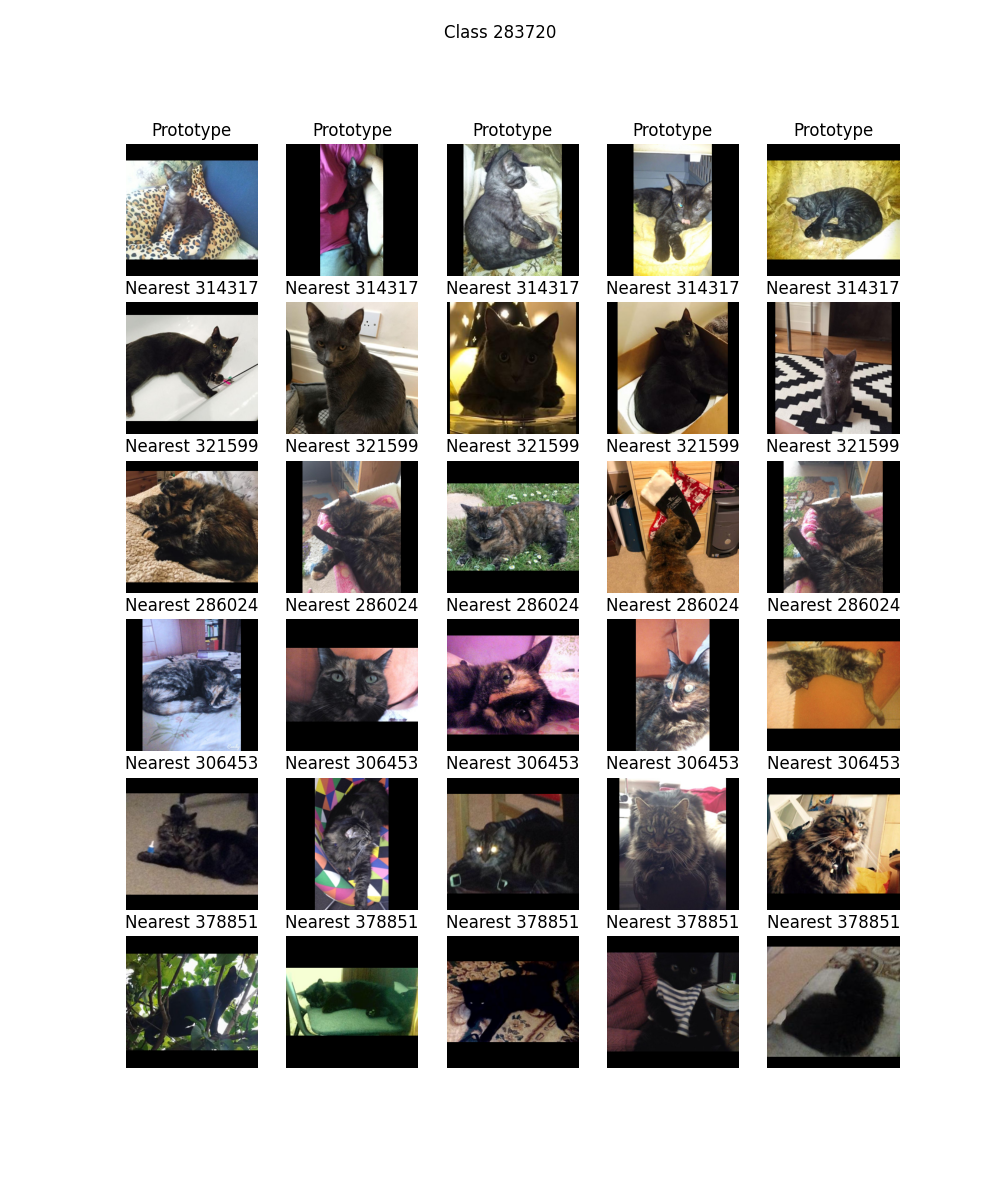 Class 283720
Prototype Prototype Prototype Prototype Prototype
Nearest 314317 Nearest 314317 Nearest 314317 Nearest 314317 Nearest 314317
Nearest 321599 Nearest 321599 Nearest 321599 Nearest 321599 Nearest 321599
Nearest 286024 Nearest 286024 Nearest 286024 Nearest 286024 Nearest 286024
Nearest 306453 Nearest 306453 Nearest 306453 Nearest 306453 Nearest 306453
Nearest 378851 Nearest 378851 Nearest 378851 Nearest 378851 Nearest 378851